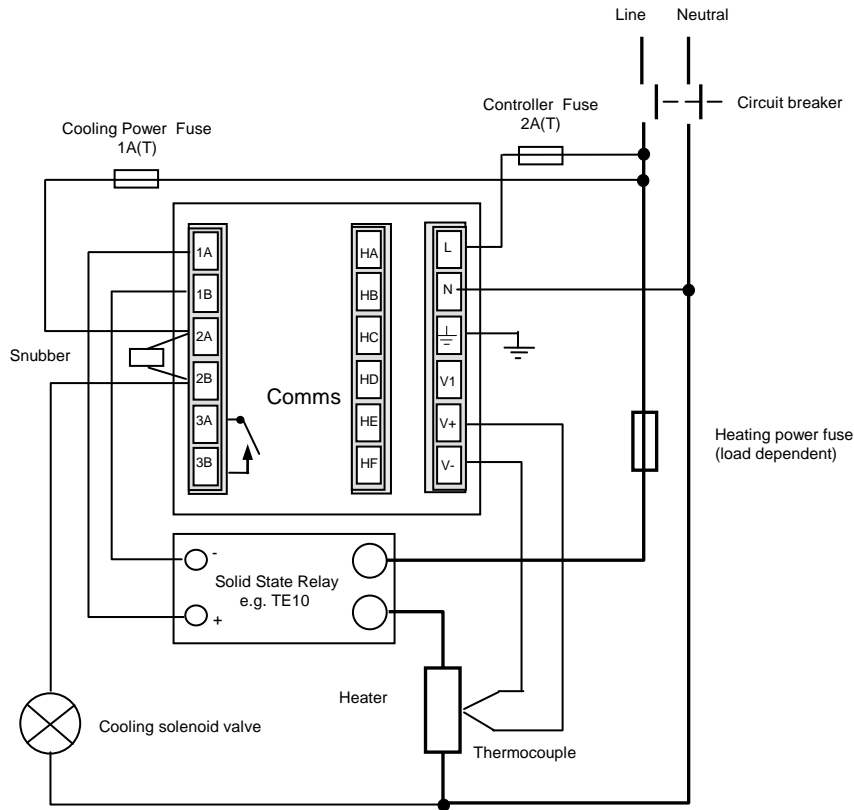 Line Neutral
Circuit breaker
Controller Fuse
2A(T)
Cooling Power Fuse
1A(T)
1A
1B
2A
2B
3A
3B
Snubber
Comms
HA
HB
HC
HD
HE
HF
L
N
V1
V+
V-
Heating power fuse
(load dependent)
-
Solid State Relay
e.g. TE10
+
Heater
Cooling solenoid valve
Thermocouple